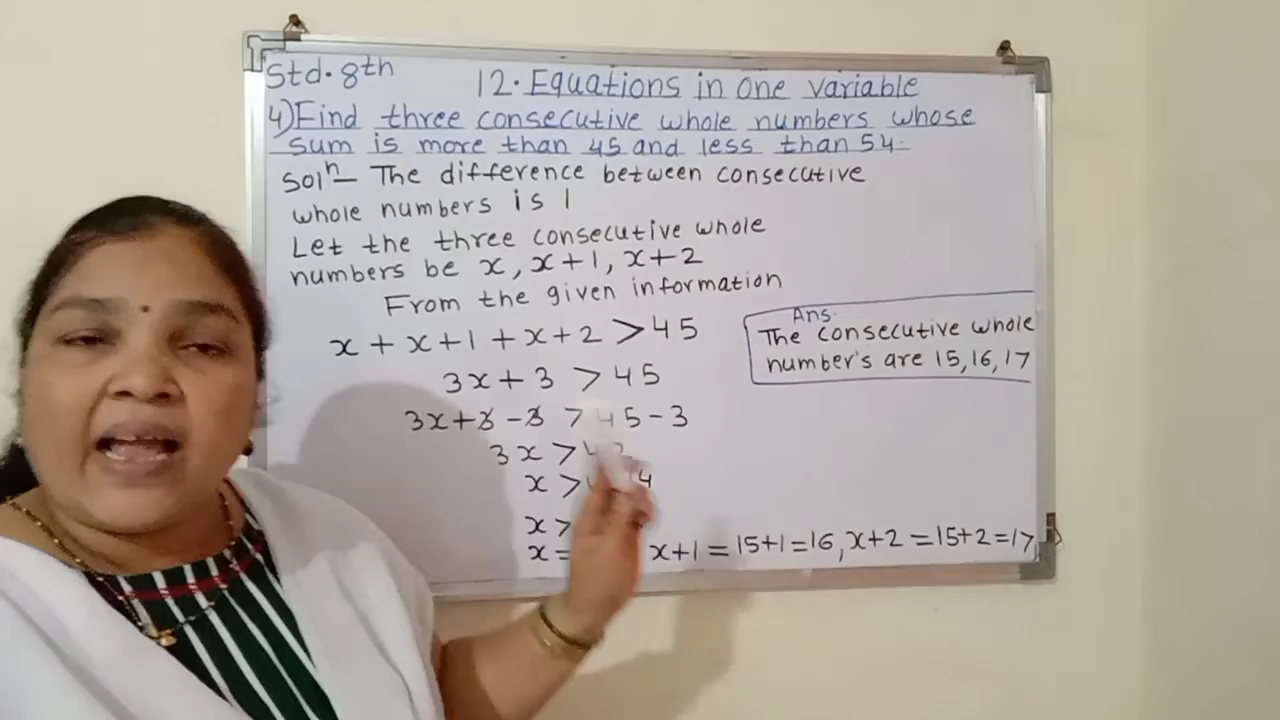 Std. 8th
12. Equations in one variable
4) Find three consecutive whole numbers whose
sum is more than 45 and less than 54.
Solⁿ- The difference between consecutive
whole numbers is 1
Let the three consecutive whole
numbers be x, x+1, x+2
From the given information
x + x+1 + x+2 > 45
3x+3 > 45
3x+3-3 > 45-3
3x > 42
x >
x >
x =
x+1 = 15+1=16, x+2 = 15+2=17
Ans.
The consecutive whole
number's are 15,16,17